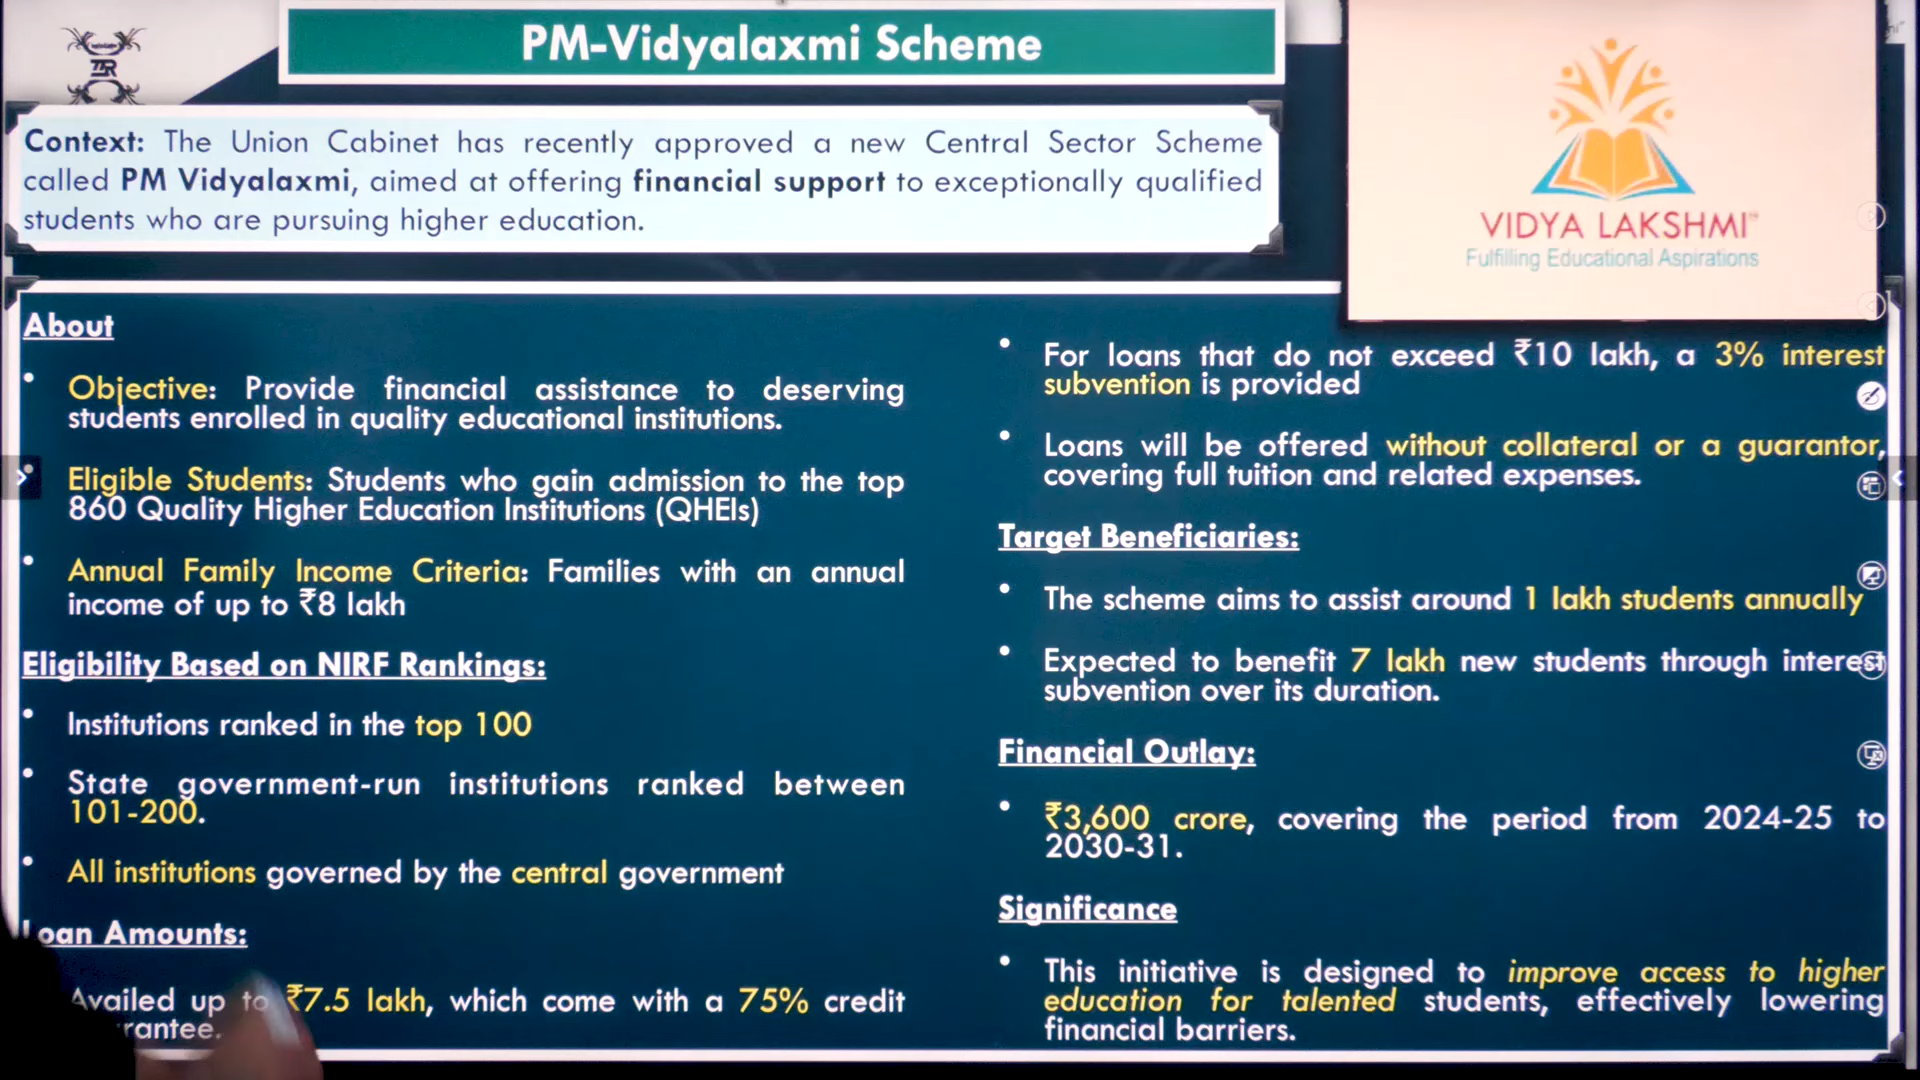 PM-Vidyalaxmi Scheme
Context: The Union Cabinet has recently approved a new Central Sector Scheme
called PM Vidyalaxmi, aimed at offering financial support to exceptionally qualified
students who are pursuing higher education.
VIDYA LAKSHMI™
Fulfilling Educational Aspirations
About
• Objective: Provide financial assistance to deserving
students enrolled in quality educational institutions.
• Eligible Students: Students who gain admission to the top
860 Quality Higher Education Institutions (QHEIs)
• Annual Family Income Criteria: Families with an annual
income of up to ₹8 lakh
Eligibility Based on NIRF Rankings:
• Institutions ranked in the top 100
• State government-run institutions ranked between
101-200.
• All institutions governed by the central government
Loan Amounts:
Availed up to ₹7.5 lakh, which come with a 75% credit
• For loans that do not exceed ₹10 lakh, a 3% interest
subvention is provided
• Loans will be offered without collateral or a guarantor,
covering full tuition and related expenses.
Target Beneficiaries:
• The scheme aims to assist around 1 lakh students annually
• Expected to benefit 7 lakh new students through interest
subvention over its duration.
Financial Outlay:
• ₹3,600 crore, covering the period from 2024-25 to
2030-31.
Significance
• This initiative is designed to improve access to higher
education for talented students, effectively lowering
financial barriers.